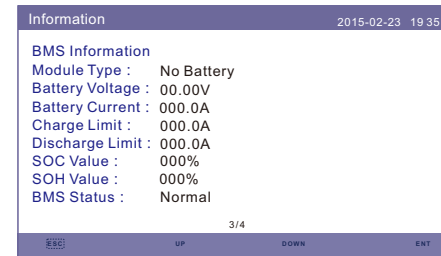 Information 2015-02-23 19 35
BMS Information
Module Type : No Battery
Battery Voltage : 00.00V
Battery Current : 000.0A
Charge Limit : 000.0A
Discharge Limit : 000.0A
SOC Value : 000%
SOH Value : 000%
BMS Status : Normal
3/4
ESC UP DOWN ENT